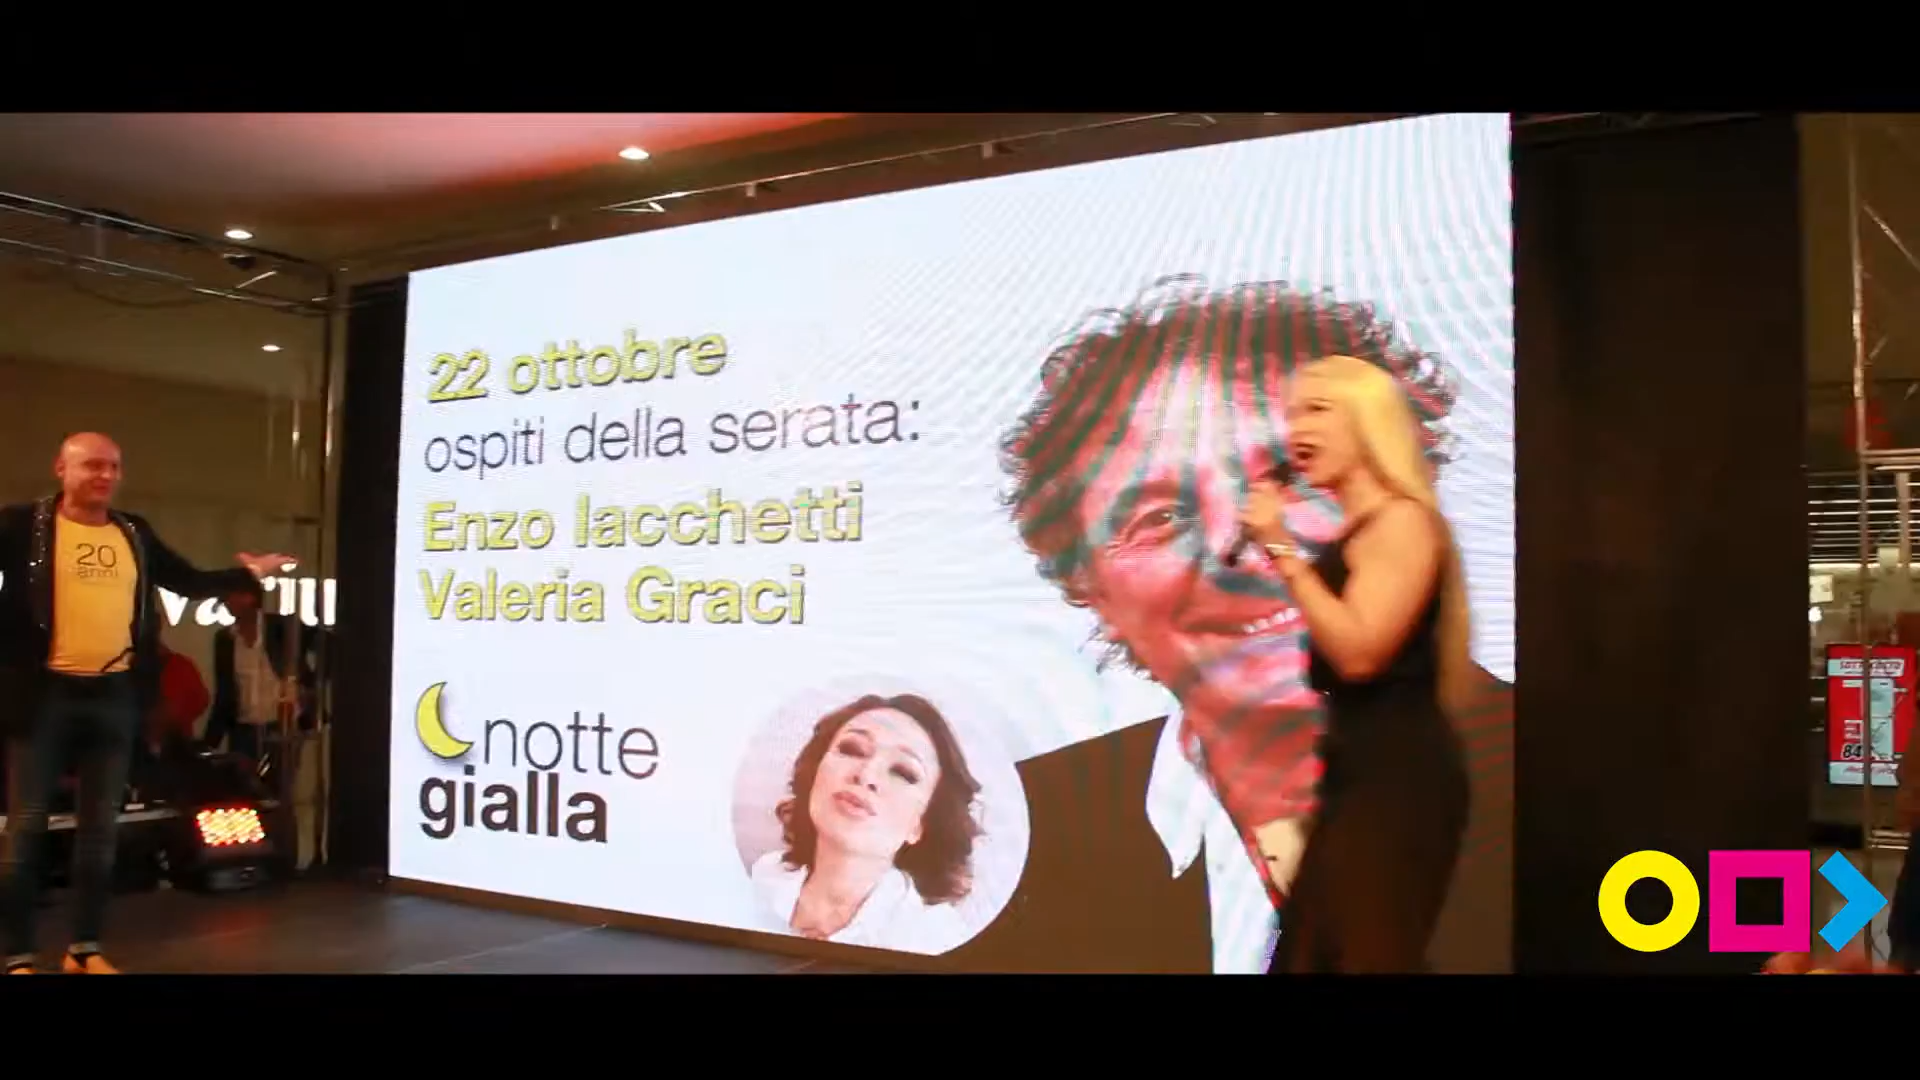 22 ottobre
ospiti della serata:
Enzo Iacchetti
Valeria Graci
notte
gialla
20
anni